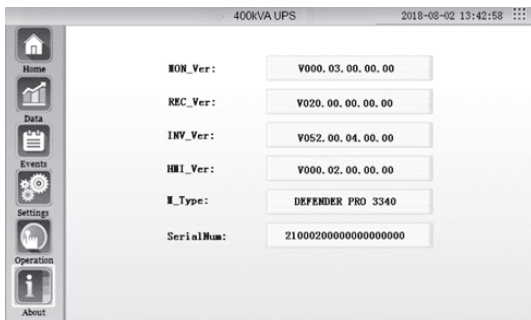 400kVA UPS 2018-08-02 13:42:58
Home
Data
Events
Settings
Operation
About
MON_Ver: V000.03.00.00.00
REC_Ver: V020.00.00.00.00
INV_Ver: V052.00.04.00.00
HMI_Ver: V000.02.00.00.00
M_Type: DEFENDER PRO 3340
SerialNum: 21000200000000000000